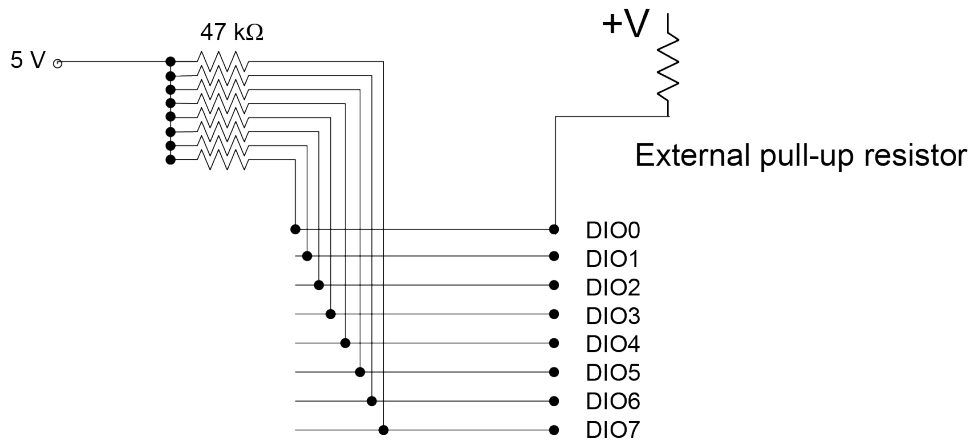 47 kΩ
+V
5 V
External pull-up resistor
DIO0
DIO1
DIO2
DIO3
DIO4
DIO5
DIO6
DIO7